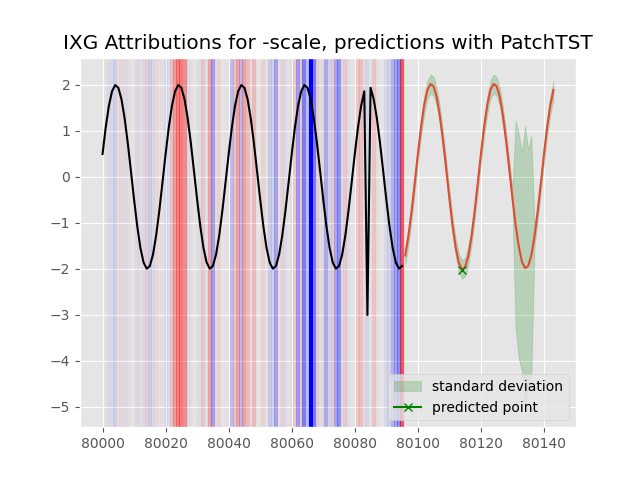 IXG Attributions for -scale, predictions with PatchTST
2
1
0
−1
−2
−3
−4
−5
standard deviation
predicted point
80000 80020 80040 80060 80080 80100 80120 80140